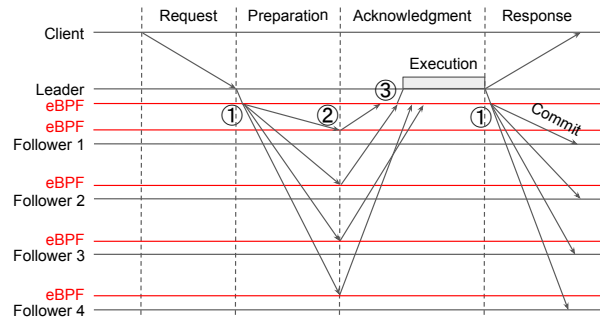 Request Preparation Acknowledgment Response
Client
Execution
Leader
③
eBPF
① ② ① Commit
eBPF
Follower 1
eBPF
Follower 2
eBPF
Follower 3
eBPF
Follower 4